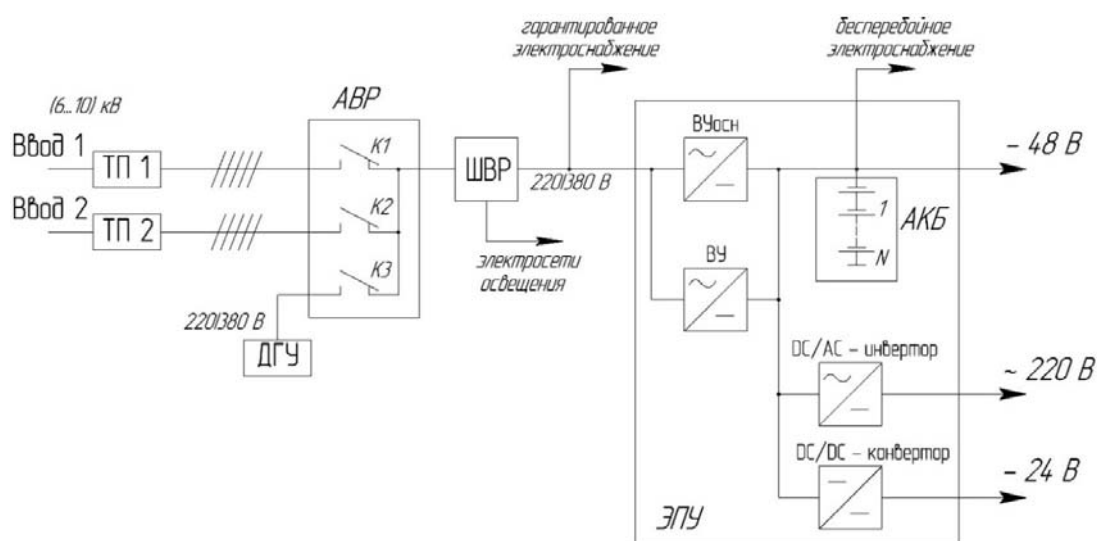 гарантированное
электроснабжение
бесперебойное
электроснабжение
(6...10) кВ
АВР
Ввод 1
ТП 1
К1
ШВР
220/380 В
ВУосн
- 48 В
1
АКБ
N
Ввод 2
ТП 2
К2
электросети
освещения
ВУ
К3
220/380 В
ДГУ
DC/AC - инвертор
~ 220 В
DC/DC - конвертор
- 24 В
ЭПУ